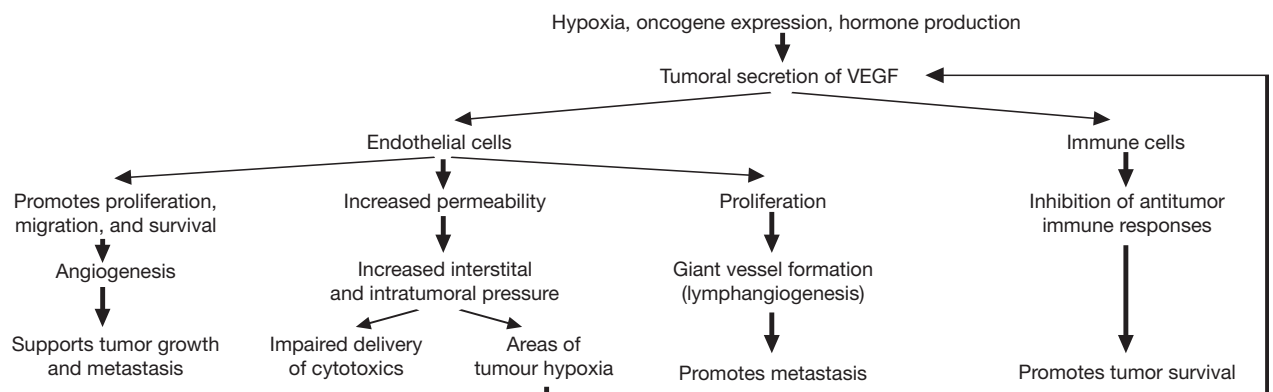 Hypoxia, oncogene expression, hormone production
Tumoral secretion of VEGF
Endothelial cells
Immune cells
Promotes proliferation,
migration, and survival
Increased permeability
Proliferation
Inhibition of antitumor
immune responses
Angiogenesis
Increased interstital
and intratumoral pressure
Giant vessel formation
(lymphangiogenesis)
Supports tumor growth
and metastasis
Impaired delivery
of cytotoxics
Areas of
tumour hypoxia
Promotes metastasis
Promotes tumor survival